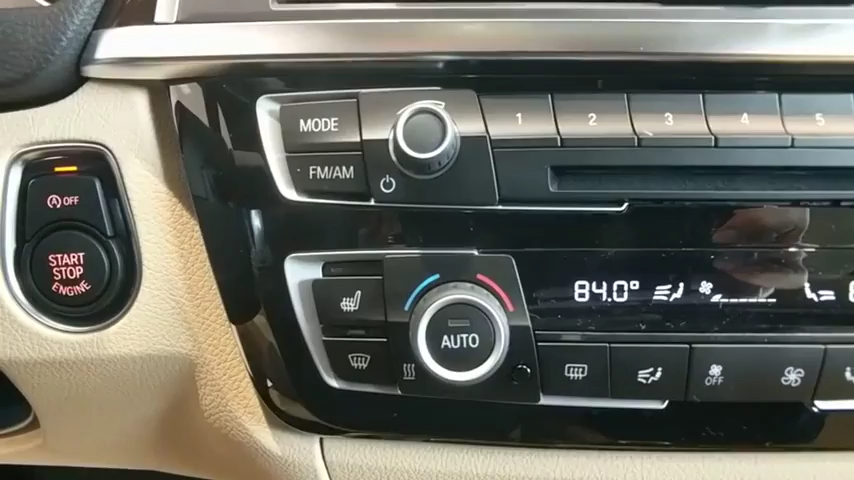 MODE
1 2 3 4 5
FM/AM
OFF
START
STOP
ENGINE
84.0°
AUTO
OFF